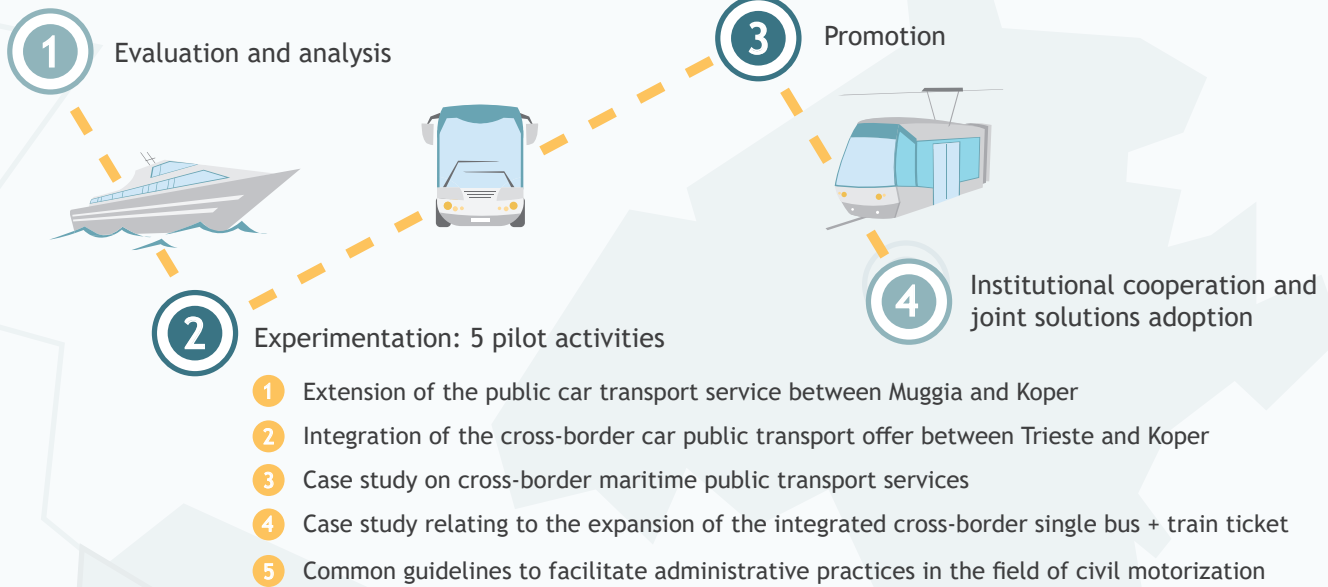 1 Evaluation and analysis
3 Promotion
4 Institutional cooperation and
joint solutions adoption
2 Experimentation: 5 pilot activities
1 Extension of the public car transport service between Muggia and Koper
2 Integration of the cross-border car public transport offer between Trieste and Koper
3 Case study on cross-border maritime public transport services
4 Case study relating to the expansion of the integrated cross-border single bus + train ticket
5 Common guidelines to facilitate administrative practices in the field of civil motorization